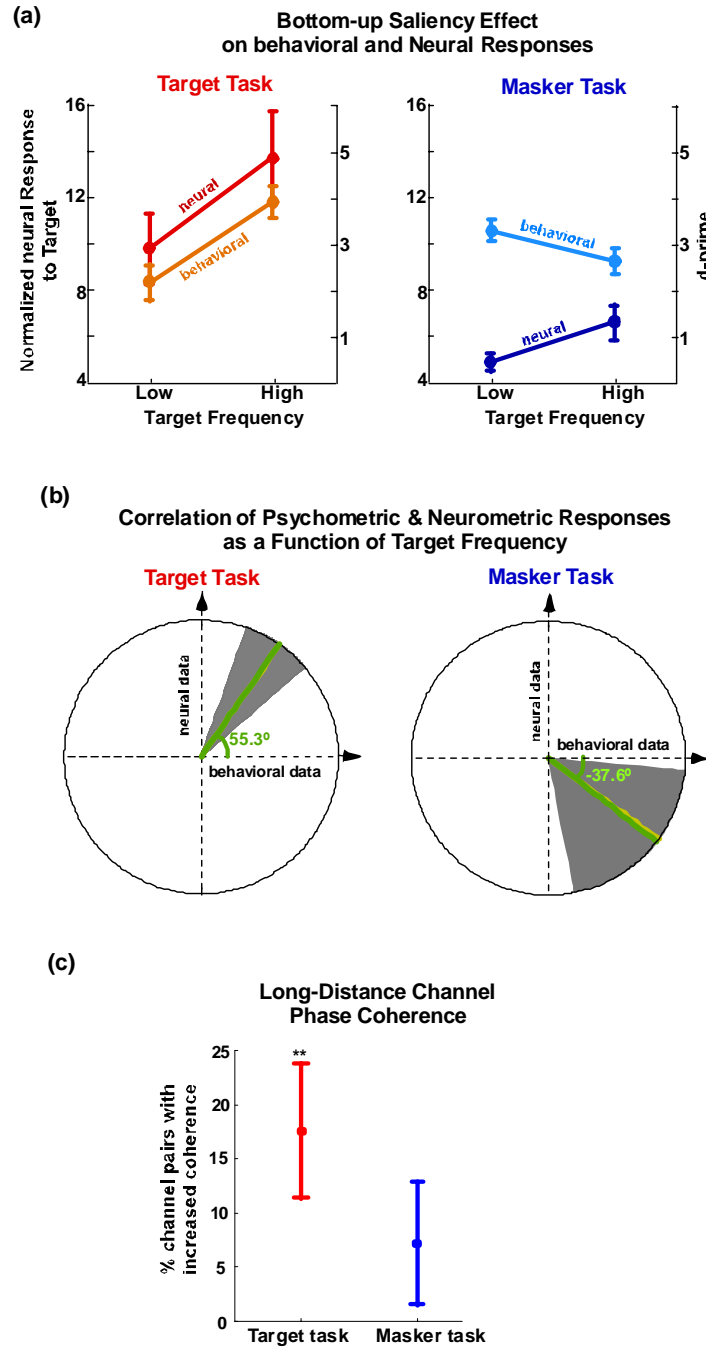 (a)
Bottom-up Saliency Effect
on behavioral and Neural Responses
Target Task
Masker Task
Normalized neural Response
to Target
16
12
8
4
neural
behavioral
5
3
1
Low
High
Target Frequency
16
12
8
4
behavioral
neural
5
3
1
d-prime
Low
High
Target Frequency
(b)
Correlation of Psychometric & Neurometric Responses
as a Function of Target Frequency
Target Task
Masker Task
neural data
55.3º
behavioral data
neural data
behavioral data
-37.6º
(c)
Long-Distance Channel
Phase Coherence
% channel pairs with
increased coherence
25
20
15
10
5
0
**
Target task
Masker task